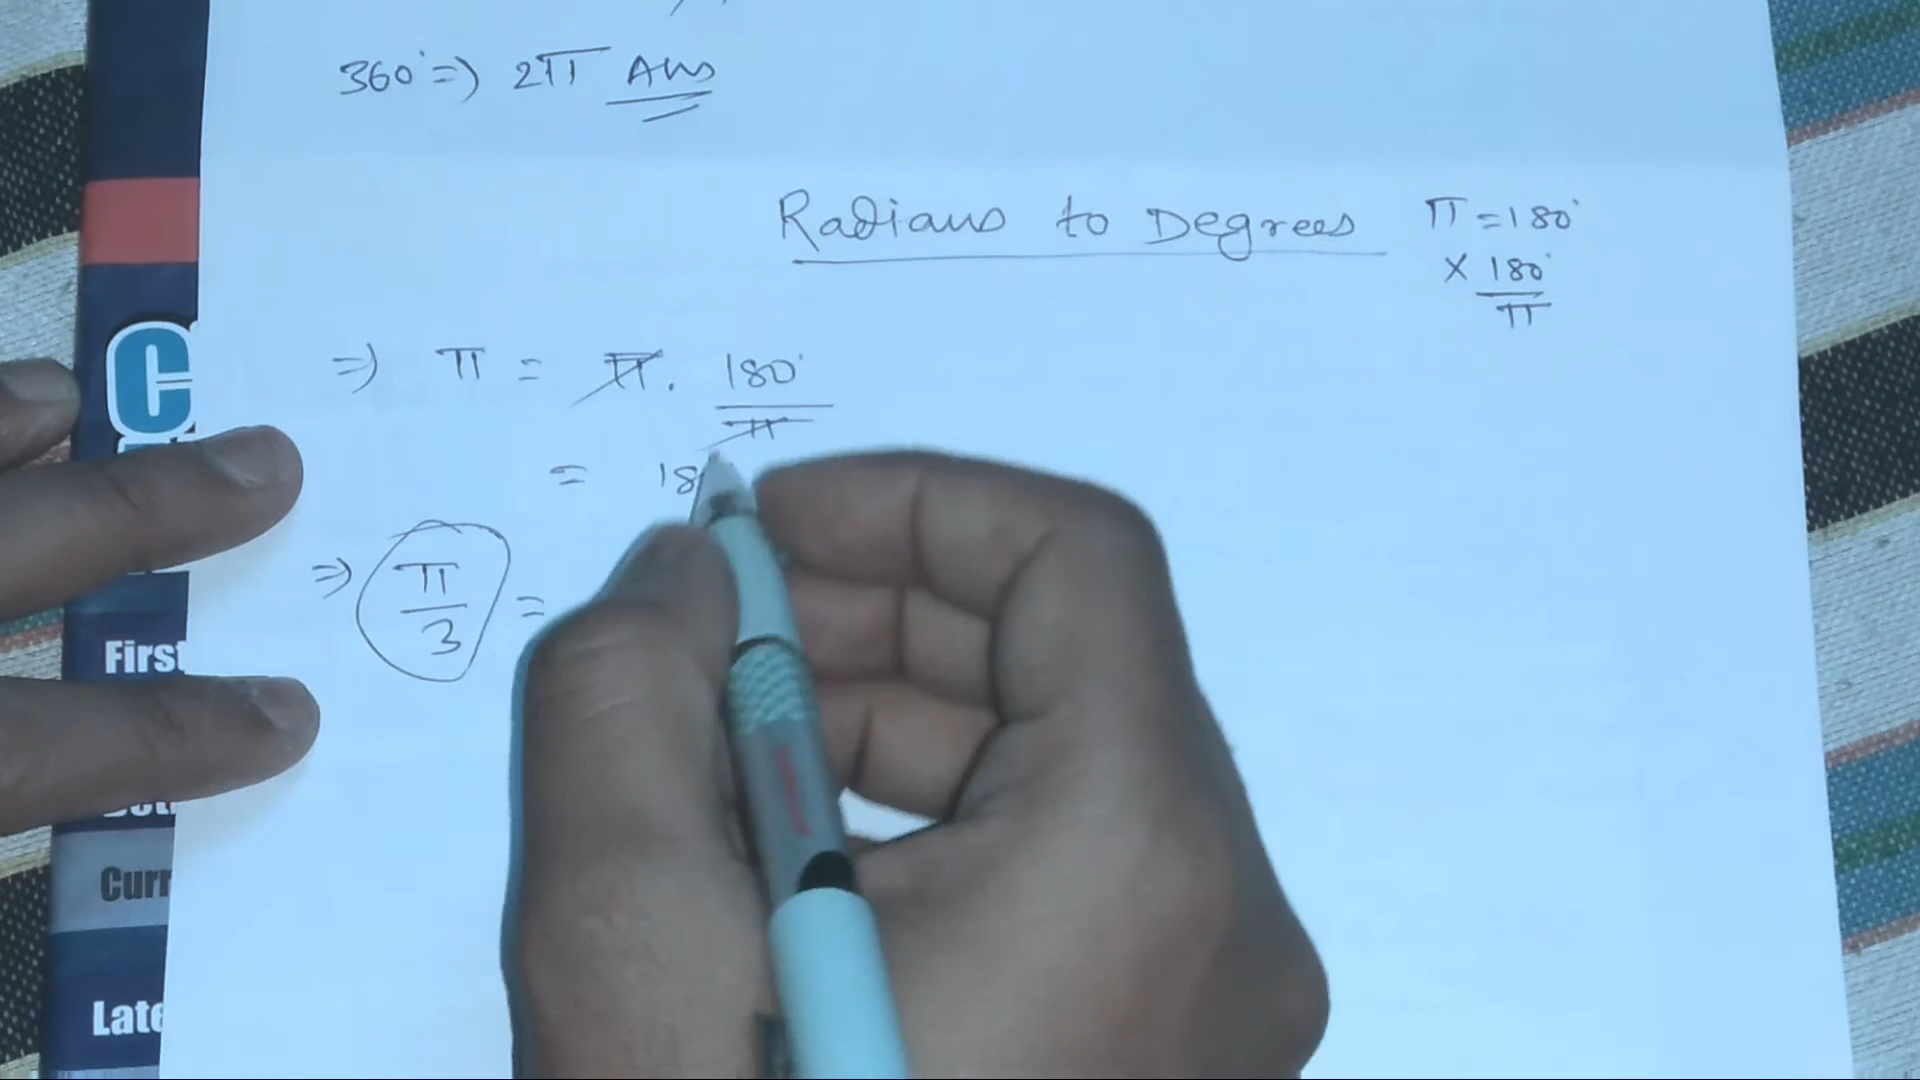 360° => 2π Ans
Radians to Degrees
π = 180°
× 180°
π
=> π = π . 180°
π
= 18
=> π =
3
C
First
Curr
Late